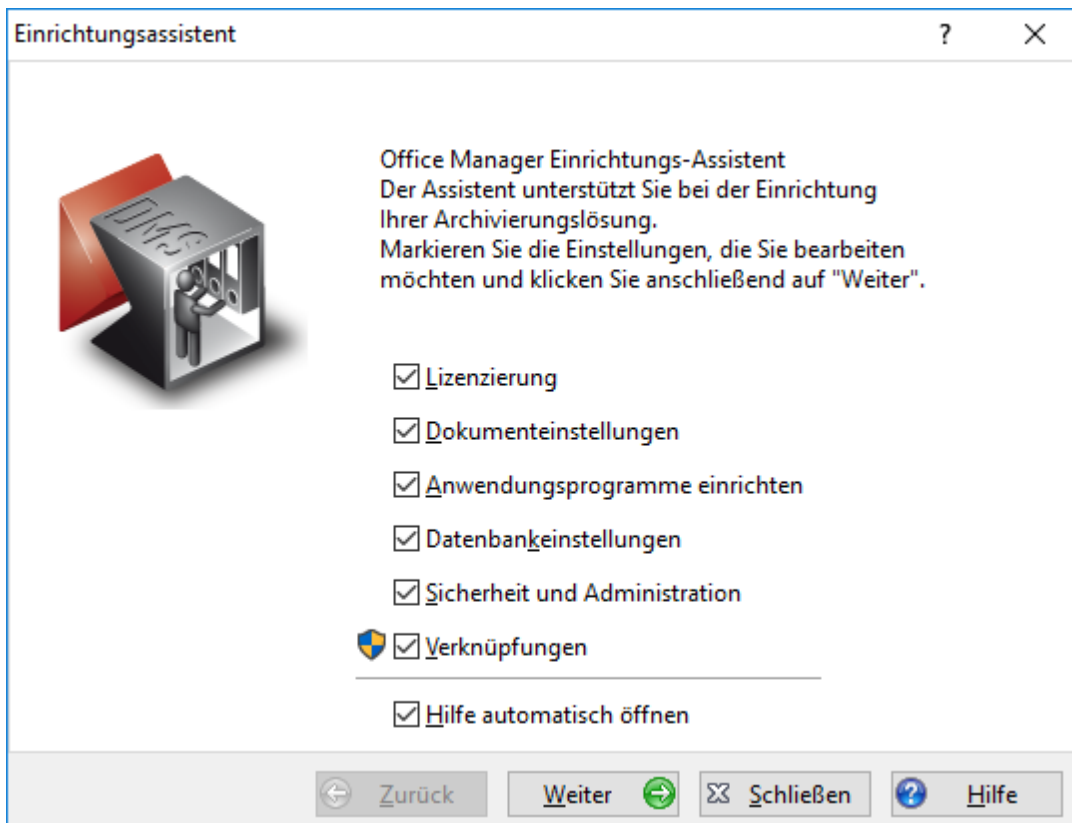 Einrichtungsassistent ?
DMS
Office Manager Einrichtungs-Assistent
Der Assistent unterstützt Sie bei der Einrichtung
Ihrer Archivierungslösung.
Markieren Sie die Einstellungen, die Sie bearbeiten
möchten und klicken Sie anschließend auf "Weiter".
Lizenzierung
Dokumenteinstellungen
Anwendungsprogramme einrichten
Datenbankeinstellungen
Sicherheit und Administration
Verknüpfungen
Hilfe automatisch öffnen
Zurück Weiter Schließen ? Hilfe